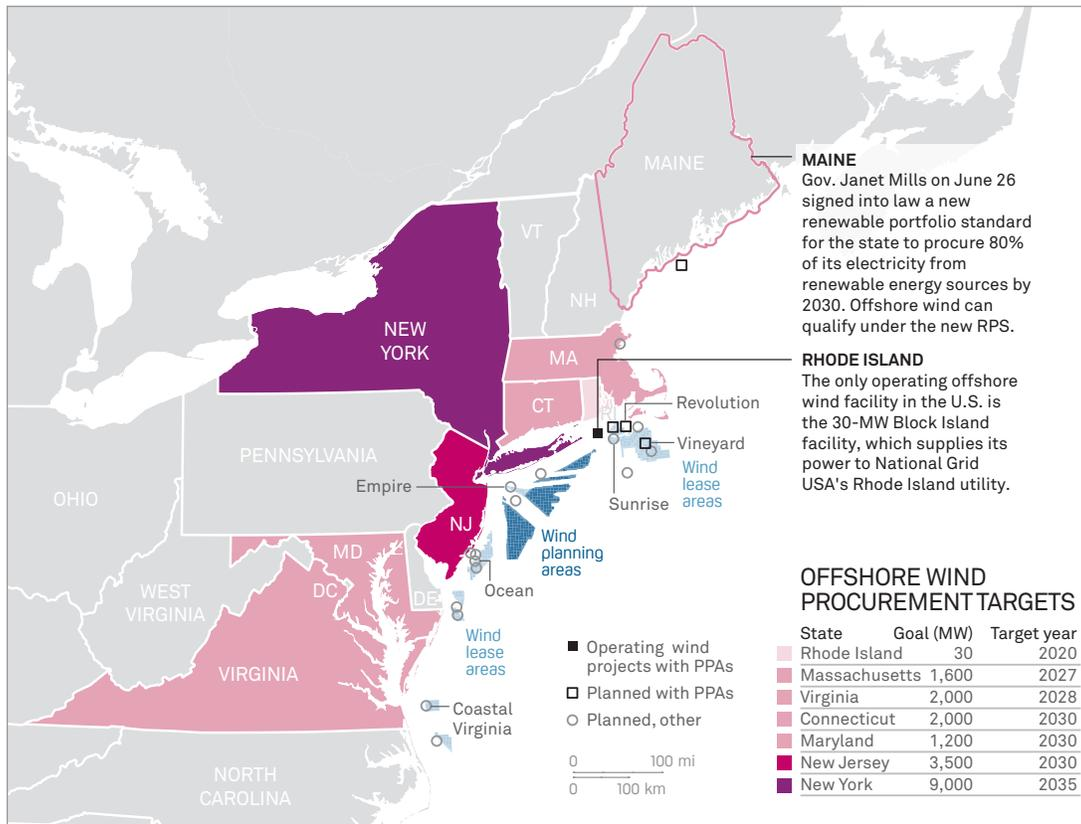 MAINE
MAINE
Gov. Janet Mills on June 26
signed into law a new
renewable portfolio standard
for the state to procure 80%
of its electricity from
renewable energy sources by
2030. Offshore wind can
qualify under the new RPS.
VT
NH
NEW
YORK
MA
RHODE ISLAND
The only operating offshore
wind facility in the U.S. is
the 30-MW Block Island
facility, which supplies its
power to National Grid
USA's Rhode Island utility.
CT
RI
Revolution
Vineyard
Wind
lease
areas
Sunrise
PENNSYLVANIA
Empire
OHIO
NJ
Wind
planning
areas
MD
DC
DE
Ocean
WEST
VIRGINIA
Wind
lease
areas
VIRGINIA
Coastal
Virginia
NORTH
CAROLINA
Operating wind
projects with PPAs
Planned with PPAs
Planned, other
0 100 mi
0 100 km
OFFSHORE WIND
PROCUREMENT TARGETS
State Goal (MW) Target year
Rhode Island 30 2020
Massachusetts 1,600 2027
Virginia 2,000 2028
Connecticut 2,000 2030
Maryland 1,200 2030
New Jersey 3,500 2030
New York 9,000 2035